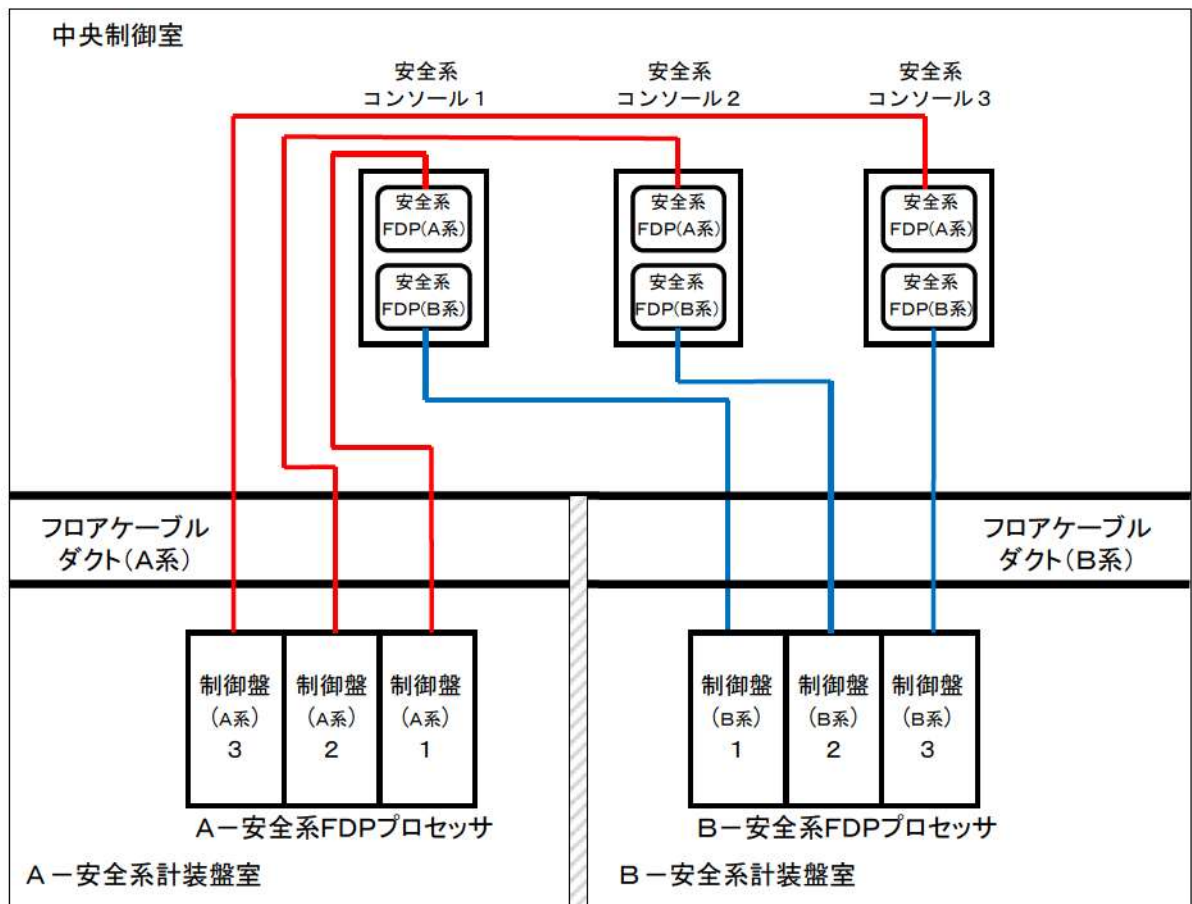 中央制御室
安全系
コンソール1
安全系
コンソール2
安全系
コンソール3
安全系
FDP(A系)
安全系
FDP(B系)
安全系
FDP(A系)
安全系
FDP(B系)
安全系
FDP(A系)
安全系
FDP(B系)
フロアケーブル
ダクト(A系)
フロアケーブル
ダクト(B系)
制御盤
(A系)
3
制御盤
(A系)
2
制御盤
(A系)
1
制御盤
(B系)
1
制御盤
(B系)
2
制御盤
(B系)
3
A-安全系FDPプロセッサ
B-安全系FDPプロセッサ
A-安全系計装盤室
B-安全系計装盤室